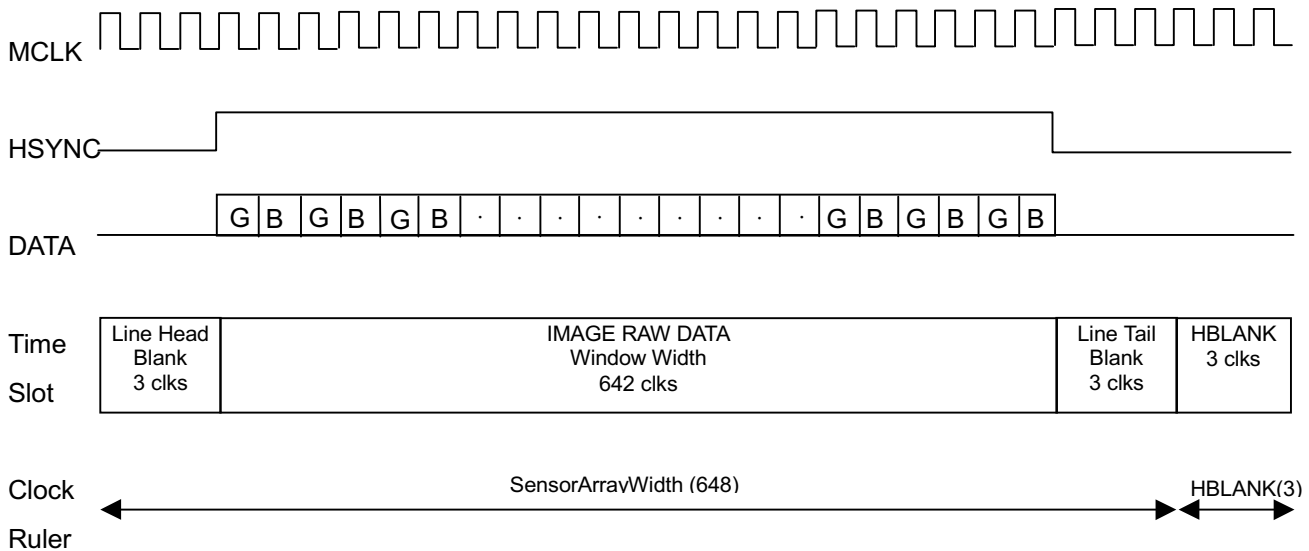 MCLK
HSYNC
DATA
G B G B G B · · · · · · · · · G B G B G B
Time
Slot
Line Head
Blank
3 clks
IMAGE RAW DATA
Window Width
642 clks
Line Tail
Blank
3 clks
HBLANK
3 clks
Clock
Ruler
SensorArrayWidth (648)
HBLANK(3)